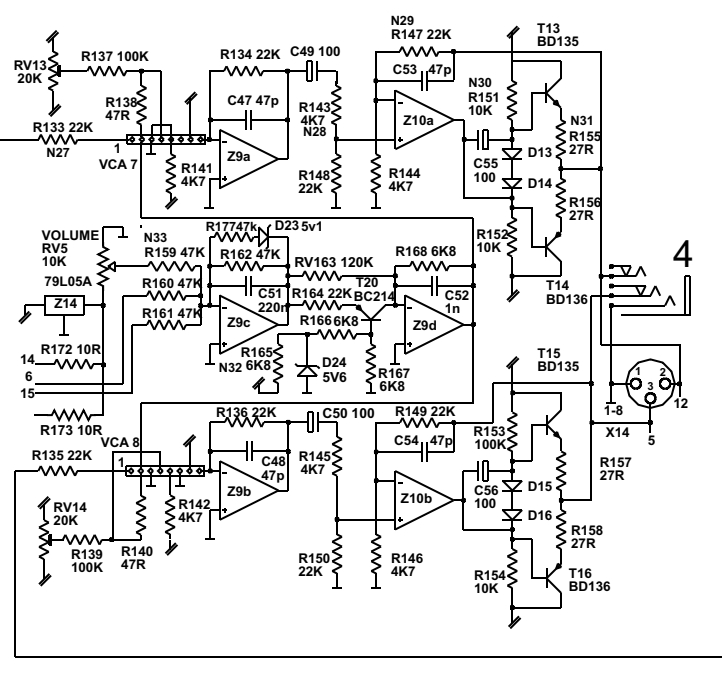 N29
R147 22K
T13
BD135
C49 100
R134 22K
R137 100K
RV13
20K
C53 47p
N30
R151
10K
R138
47R
C47 47p
R143
4K7
N28
N31
R155
27R
R133 22K
N27
1
VCA 7
Z9a
Z10a
R141
4K7
R148
22K
R144
4K7
C55
100
D13
D14
R156
27R
R152
10K
T14
BD136
VOLUME
RV5
10K
N33
R17747k
D23 5v1
R159 47K
R162 47K
RV163 120K
R168 6K8
4
79L05A
Z14
R160 47K
R161 47K
C51
220n
R164 22K
T20
BC214
C52
1n
Z9c
Z9d
R166 6K8
N32
R165
6K8
D24
5V6
R167
6K8
14
R172 10R
6
15
R173 10R
T15
BD135
1
2
3
1-8
12
X14
5
VCA 8
1
R136 22K
C50 100
R149 22K
R153
100K
R135 22K
C48
47p
R145
4K7
C54 47p
R157
27R
Z9b
Z10b
C56
100
D15
D16
RV14
20K
R142
4K7
R139
100K
R140
47R
R150
22K
R146
4K7
R158
27R
R154
10K
T16
BD136